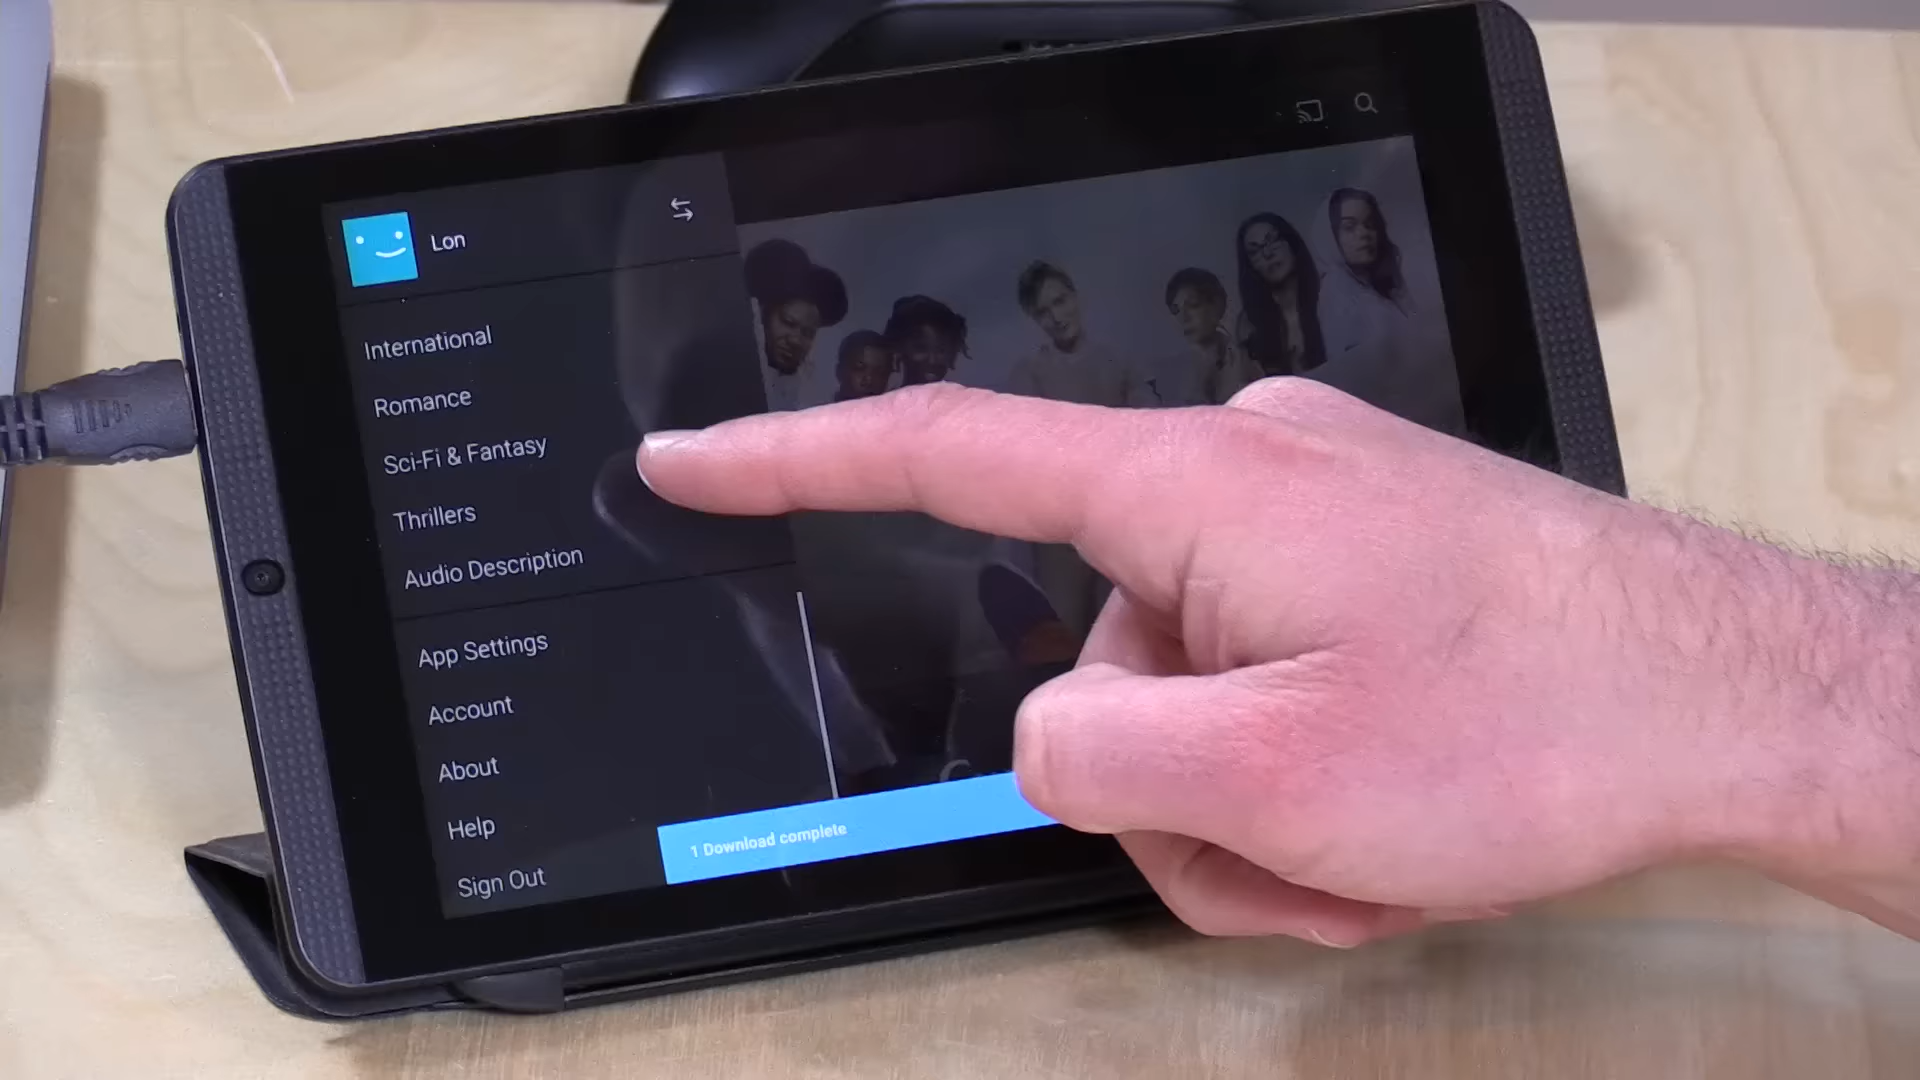 Lon
International
Romance
Sci-Fi & Fantasy
Thrillers
Audio Description
App Settings
Account
About
Help
Sign Out
1 Download complete